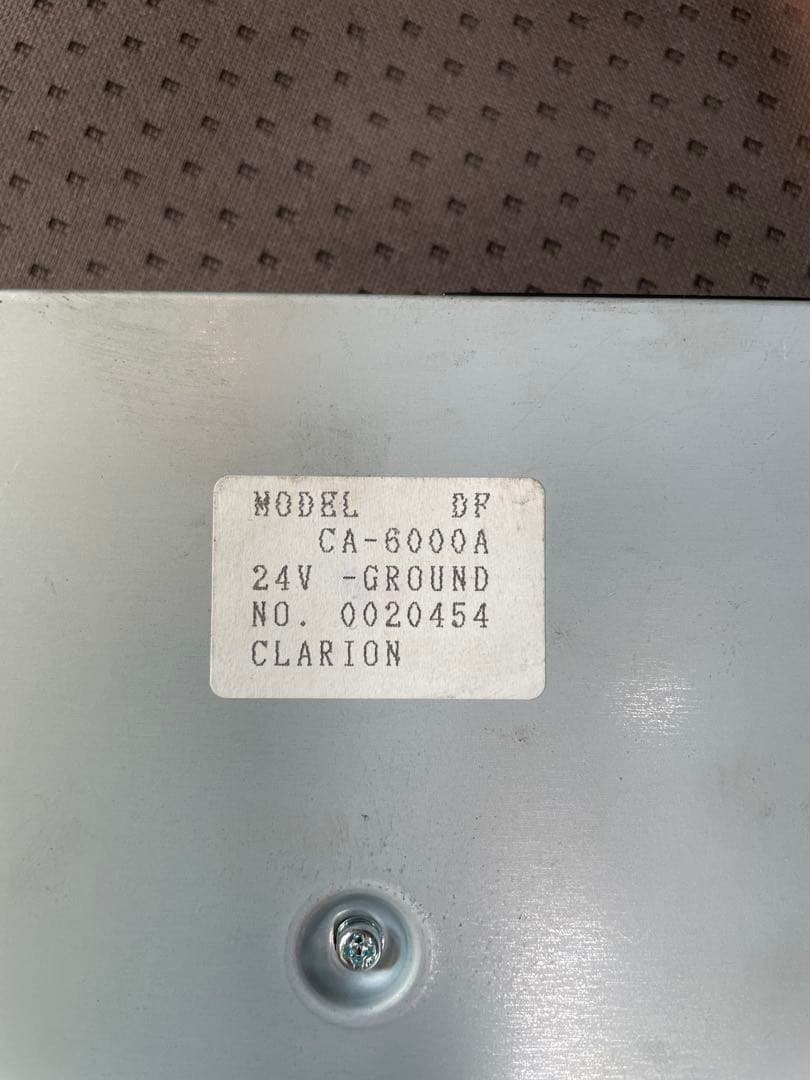 MODEL DF
CA-6000A
24V -GROUND
NO. 0020454
CLARION